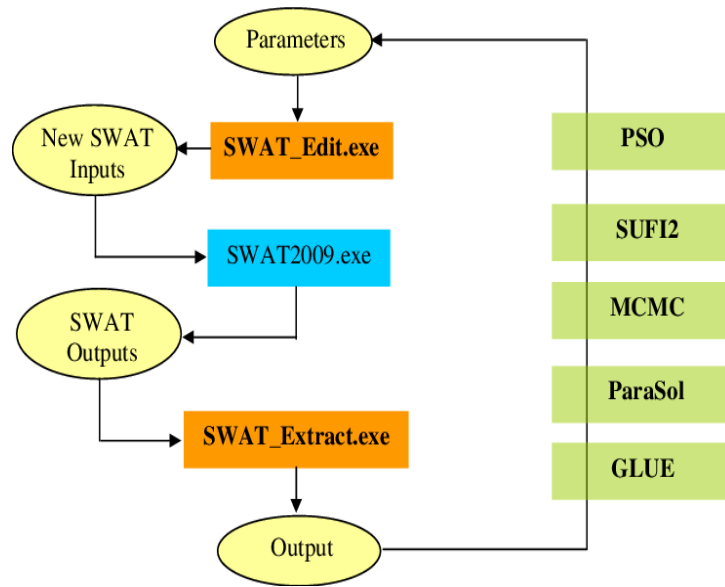 Parameters
SWAT_Edit.exe
New SWAT
Inputs
SWAT2009.exe
SWAT
Outputs
SWAT_Extract.exe
Output
PSO
SUFI2
MCMC
ParaSol
GLUE